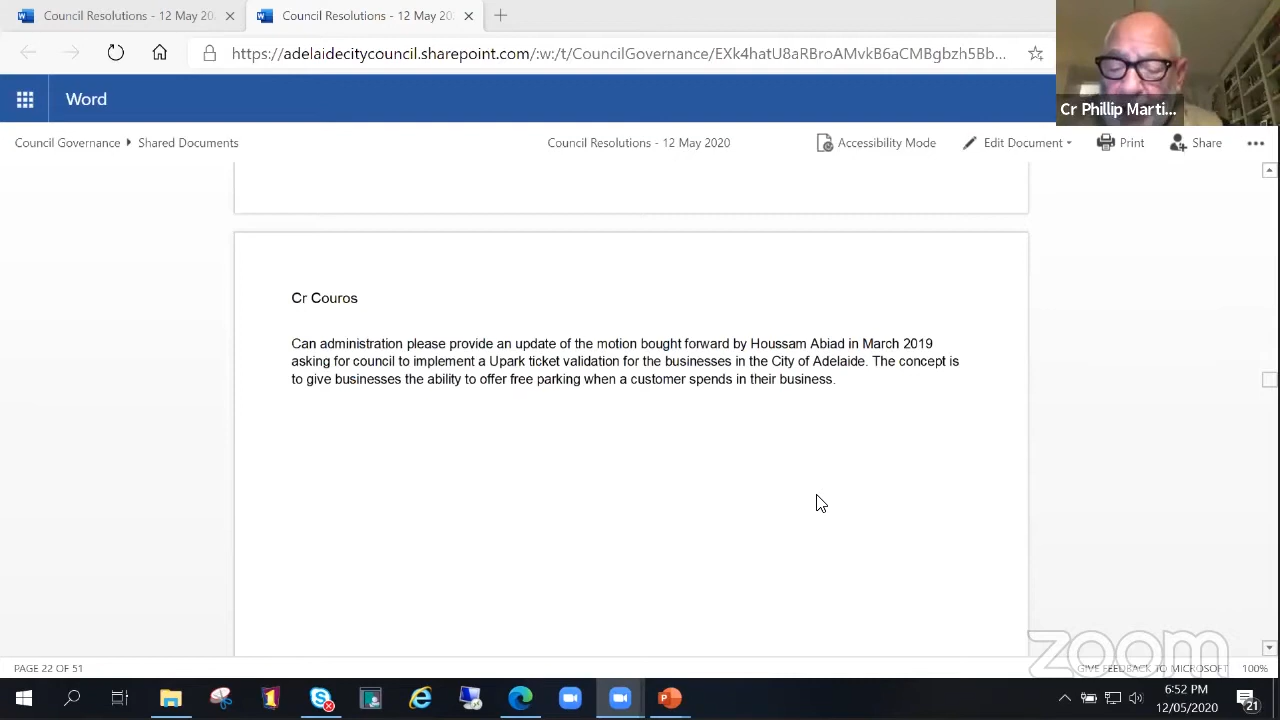 Council Resolutions - 12 May 202
Council Resolutions - 12 May 202
https://adelaidecitycouncil.sharepoint.com/:w:/t/CouncilGovernance/EXk4hatU8aRBroAMvkB6aCMBgbzh5Bb...
Cr Phillip Marti...
Word
Council Governance Shared Documents
Council Resolutions - 12 May 2020
Accessibility Mode
Edit Document
Print
Share
Cr Couros
Can administration please provide an update of the motion bought forward by Houssam Abiad in March 2019
asking for council to implement a Upark ticket validation for the businesses in the City of Adelaide. The concept is
to give businesses the ability to offer free parking when a customer spends in their business.
zoom
PAGE 22 OF 51
GIVE FEEDBACK TO MICROSOFT
100%
6:52 PM
12/05/2020
21